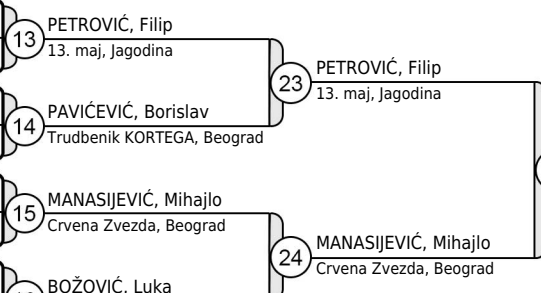 PETROVIĆ, Filip
13
13. maj, Jagodina
PETROVIĆ, Filip
23
13. maj, Jagodina
PAVIĆEVIĆ, Borislav
14
Trudbenik KORTEGA, Beograd
MANASIJEVIĆ, Mihajlo
15
Crvena Zvezda, Beograd
MANASIJEVIĆ, Mihajlo
24
Crvena Zvezda, Beograd
BOŽOVIĆ, Luka